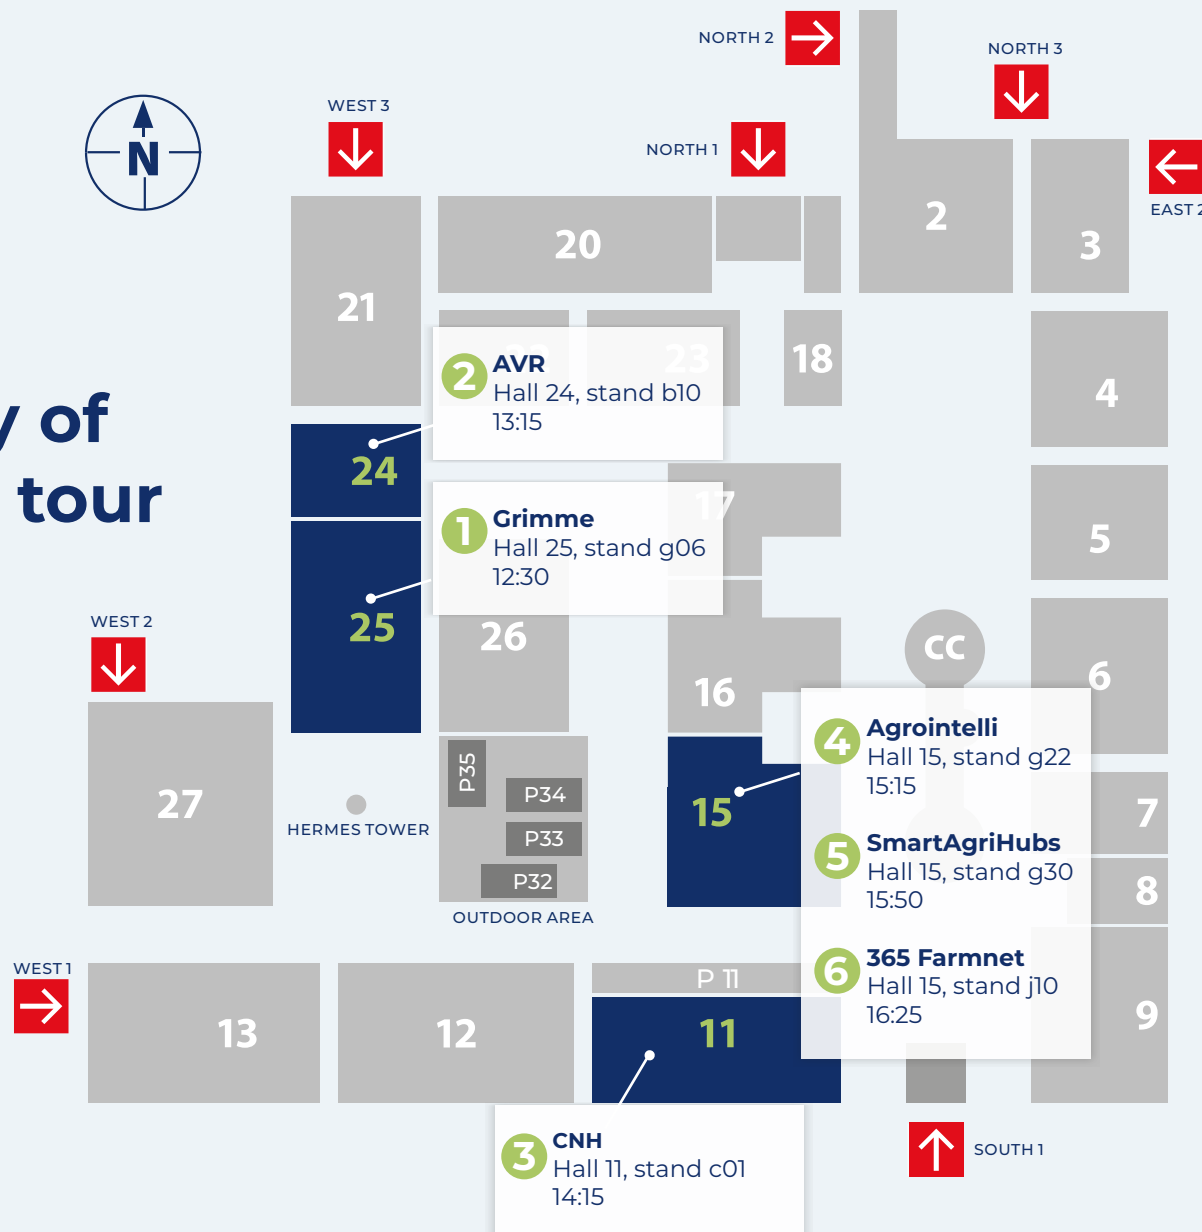 NORTH 2
NORTH 3
WEST 3
NORTH 1
N
EAST 2
2
3
20
21
22
23
18
4
2 AVR
Hall 24, stand b10
13:15
y of
tour
24
17
5
1 Grimme
Hall 25, stand g06
12:30
25
26
WEST 2
CC
16
6
4 Agrointelli
Hall 15, stand g22
15:15
P35
P34
P33
P32
27
HERMES TOWER
OUTDOOR AREA
15
7
5 SmartAgriHubs
Hall 15, stand g30
15:50
8
6 365 Farmnet
Hall 15, stand j10
16:25
WEST 1
P 11
13
12
11
9
3 CNH
Hall 11, stand c01
14:15
SOUTH 1